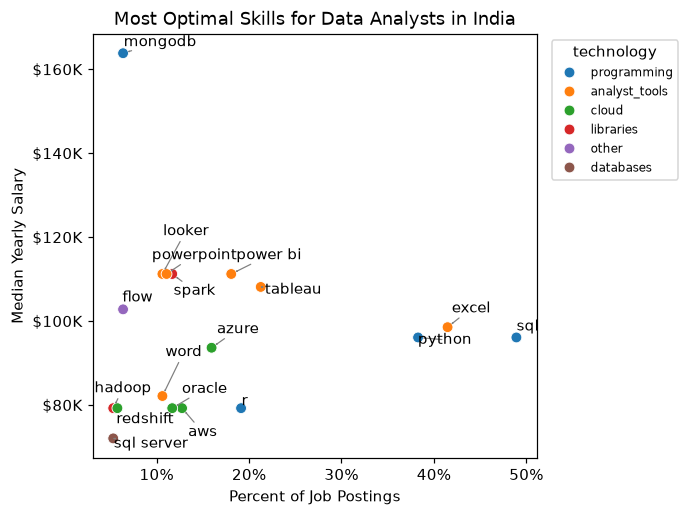 Most Optimal Skills for Data Analysts in India
Median Yearly Salary
$160K
$140K
$120K
$100K
$80K
mongodb
looker
powerpoint
power bi
spark
tableau
flow
excel
sql
python
azure
word
hadoop
oracle
r
redshift
aws
sql server
10%
20%
30%
40%
50%
Percent of Job Postings
technology
programming
analyst_tools
cloud
libraries
other
databases